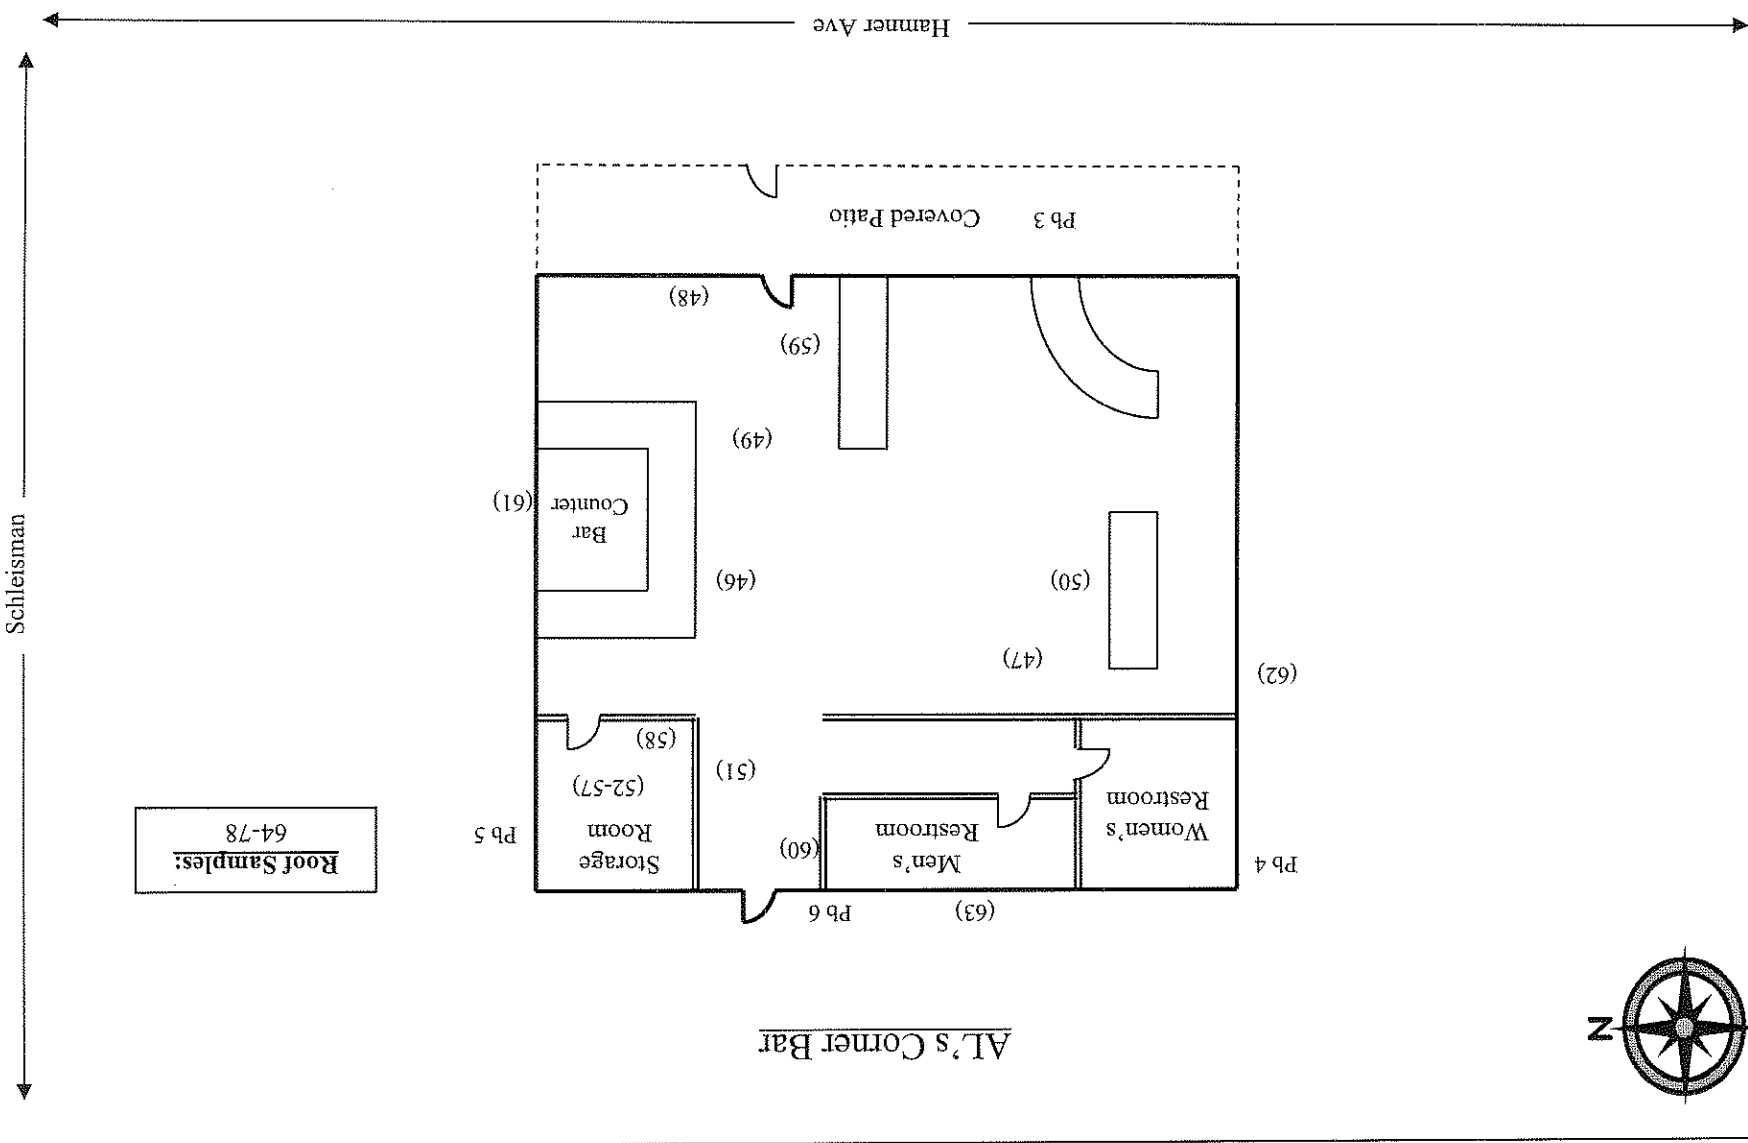 AL's Corner Bar
N
Pb 4
(63)
Pb 6
Women's
Restroom
Men's
Restroom
(60)
Storage
Room
(52-57)
(58)
Pb 5
Roof Samples:
64-78
(51)
(62)
(47)
(50)
(46)
Bar
Counter
(61)
(49)
(59)
(48)
Pb 3
Covered Patio
Hamner Ave
Schleisman